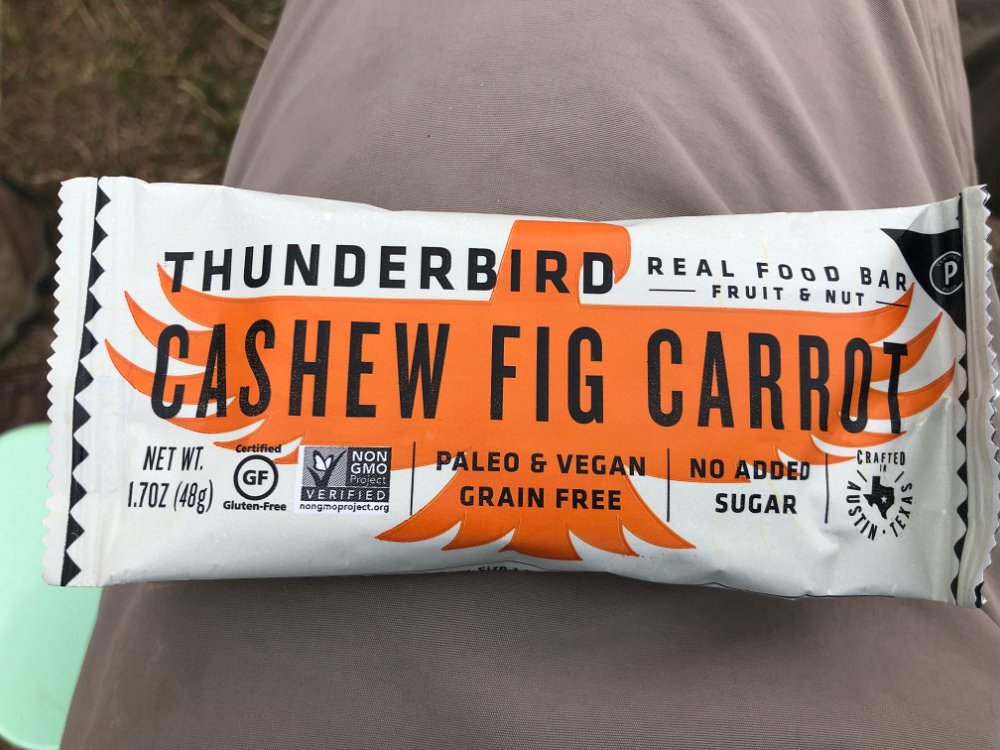 THUNDERBIRD
REAL FOOD BAR
FRUIT & NUT
P
CASHEW FIG CARROT
NET WT.
1.7OZ (48g)
Certified
GF
Gluten-Free
NON
GMO
Project
VERIFIED
nongmoproject.org
PALEO & VEGAN
GRAIN FREE
NO ADDED
SUGAR
CRAFTED
IN
AUSTIN · TEXAS